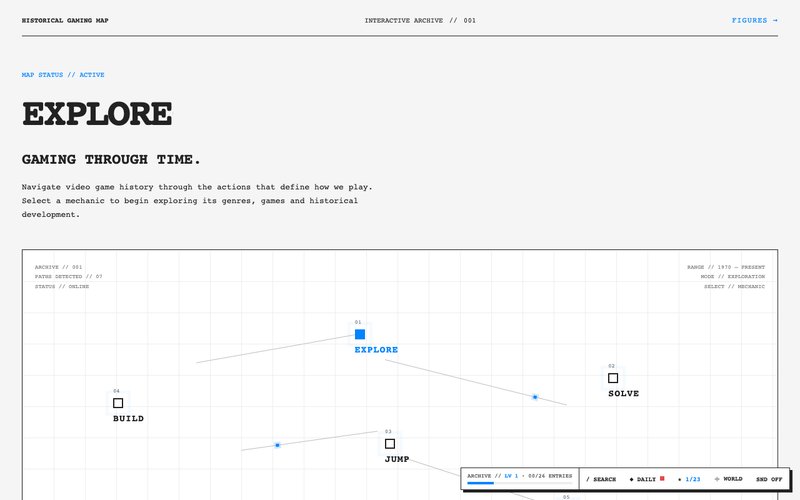 HISTORICAL GAMING MAP
INTERACTIVE ARCHIVE // 001
FIGURES →
MAP STATUS // ACTIVE
EXPLORE
GAMING THROUGH TIME.
Navigate video game history through the actions that define how we play.
Select a mechanic to begin exploring its genres, games and historical
development.
ARCHIVE // 001
PATHS DETECTED // 07
STATUS // ONLINE
RANGE // 1970 — PRESENT
MODE // EXPLORATION
SELECT // MECHANIC
01
EXPLORE
02
SOLVE
04
BUILD
03
JUMP
05
ARCHIVE // LV 1 · 00/26 ENTRIES
/ SEARCH
◆ DAILY
★ 1/23
✧ WORLD
SND OFF